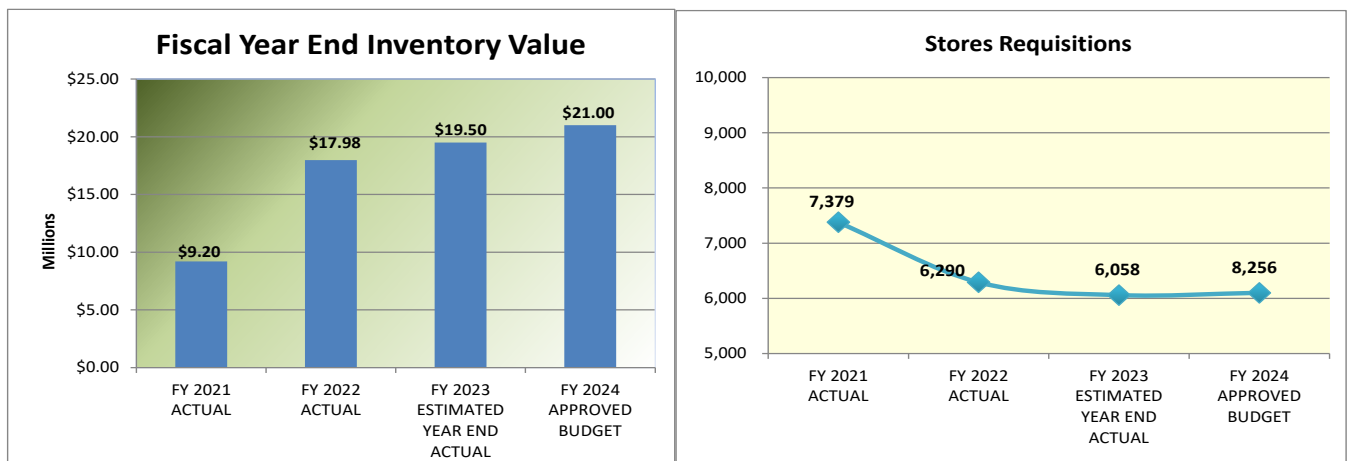 Fiscal Year End Inventory Value
$25.00
$20.00
$15.00
$10.00
$5.00
$0.00
Millions
$9.20
$17.98
$19.50
$21.00
FY 2021
ACTUAL
FY 2022
ACTUAL
FY 2023
ESTIMATED
YEAR END
ACTUAL
FY 2024
APPROVED
BUDGET
Stores Requisitions
10,000
9,000
8,000
7,000
6,000
5,000
7,379
6,290
6,058
8,256
FY 2021
ACTUAL
FY 2022
ACTUAL
FY 2023
ESTIMATED
YEAR END
ACTUAL
FY 2024
APPROVED
BUDGET